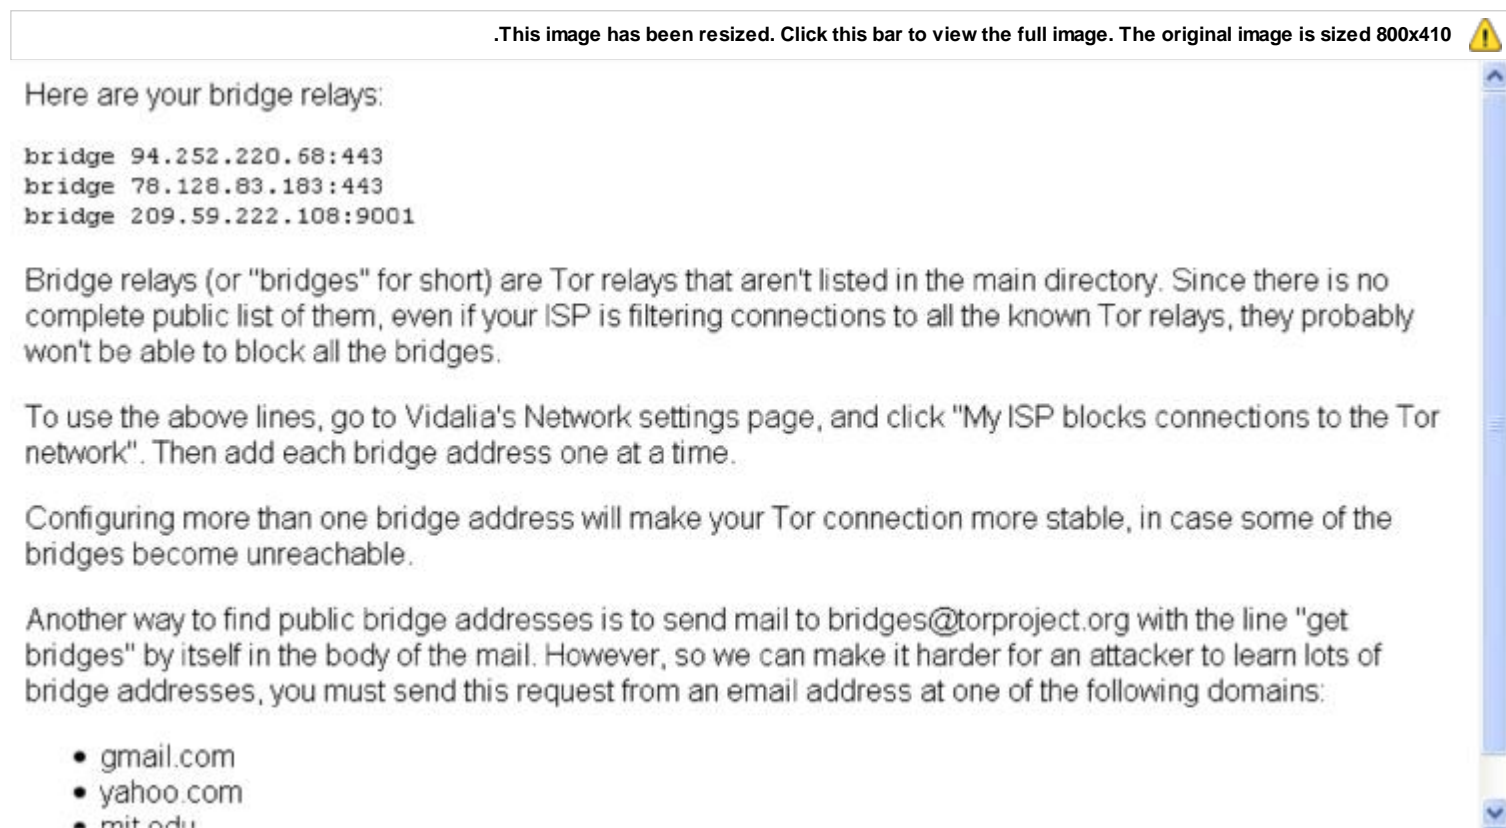 .This image has been resized. Click this bar to view the full image. The original image is sized 800x410
Here are your bridge relays:
bridge 94.252.220.68:443
bridge 78.128.83.183:443
bridge 209.59.222.108:9001
Bridge relays (or "bridges" for short) are Tor relays that aren't listed in the main directory. Since there is no
complete public list of them, even if your ISP is filtering connections to all the known Tor relays, they probably
won't be able to block all the bridges.
To use the above lines, go to Vidalia's Network settings page, and click "My ISP blocks connections to the Tor
network". Then add each bridge address one at a time.
Configuring more than one bridge address will make your Tor connection more stable, in case some of the
bridges become unreachable.
Another way to find public bridge addresses is to send mail to bridges@torproject.org with the line "get
bridges" by itself in the body of the mail. However, so we can make it harder for an attacker to learn lots of
bridge addresses, you must send this request from an email address at one of the following domains:
• gmail.com
• yahoo.com
• mit.edu